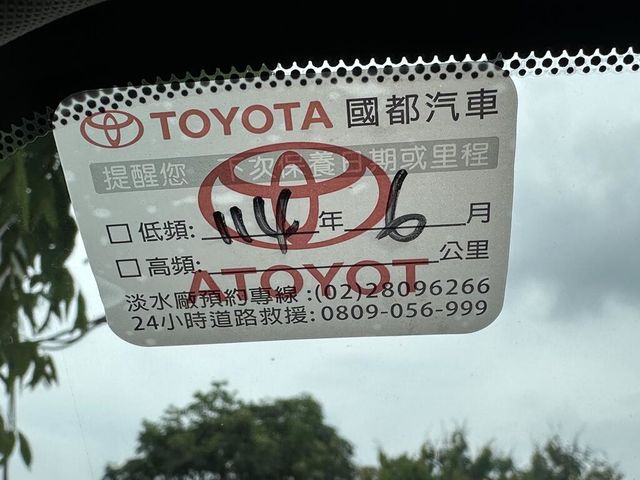 TOYOTA 國都汽車
提醒您 下次保養日期或里程
□ 低頻: 114 年 6 月
□ 高頻: 公里
ATOYOT
淡水廠預約專線:(02)28096266
24小時道路救援:0809-056-999